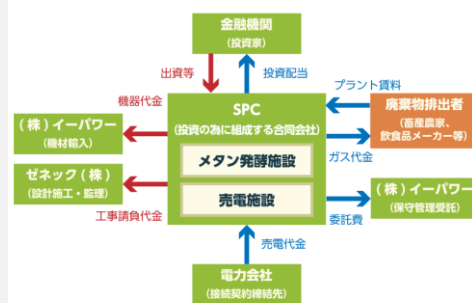 金融機関
(投資家)
出資等
投資配当
機器代金
プラント賃料
(株)イーパワー
(機材輸入)
SPC
(投資の為に組成する合同会社)
メタン発酵施設
売電施設
廃棄物排出者
(畜産農家、
飲食品メーカー等)
ガス代金
ゼネック(株)
(設計施工・監理)
(株)イーパワー
(保守管理受託)
工事請負代金
委託費
売電代金
電力会社
(接続契約締結先)